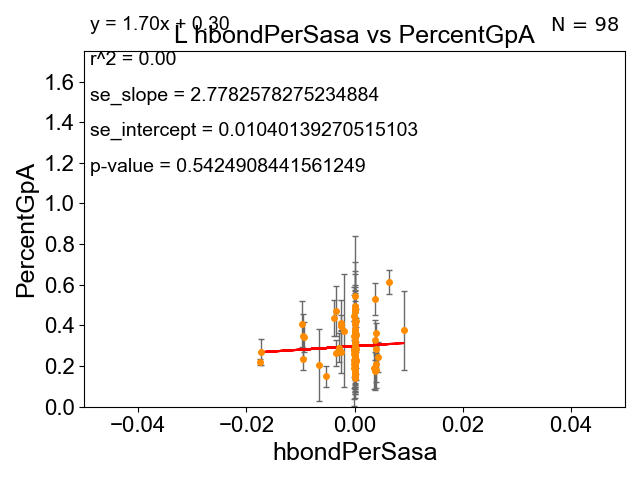 y = 1.70x + 0.30
N = 98
L hbondPerSasa vs PercentGpA
r^2 = 0.00
se_slope = 2.7782578275234884
se_intercept = 0.01040139270515103
p-value = 0.5424908441561249
PercentGpA
1.6
1.4
1.2
1.0
0.8
0.6
0.4
0.2
0.0
−0.04 −0.02 0.00 0.02 0.04
hbondPerSasa